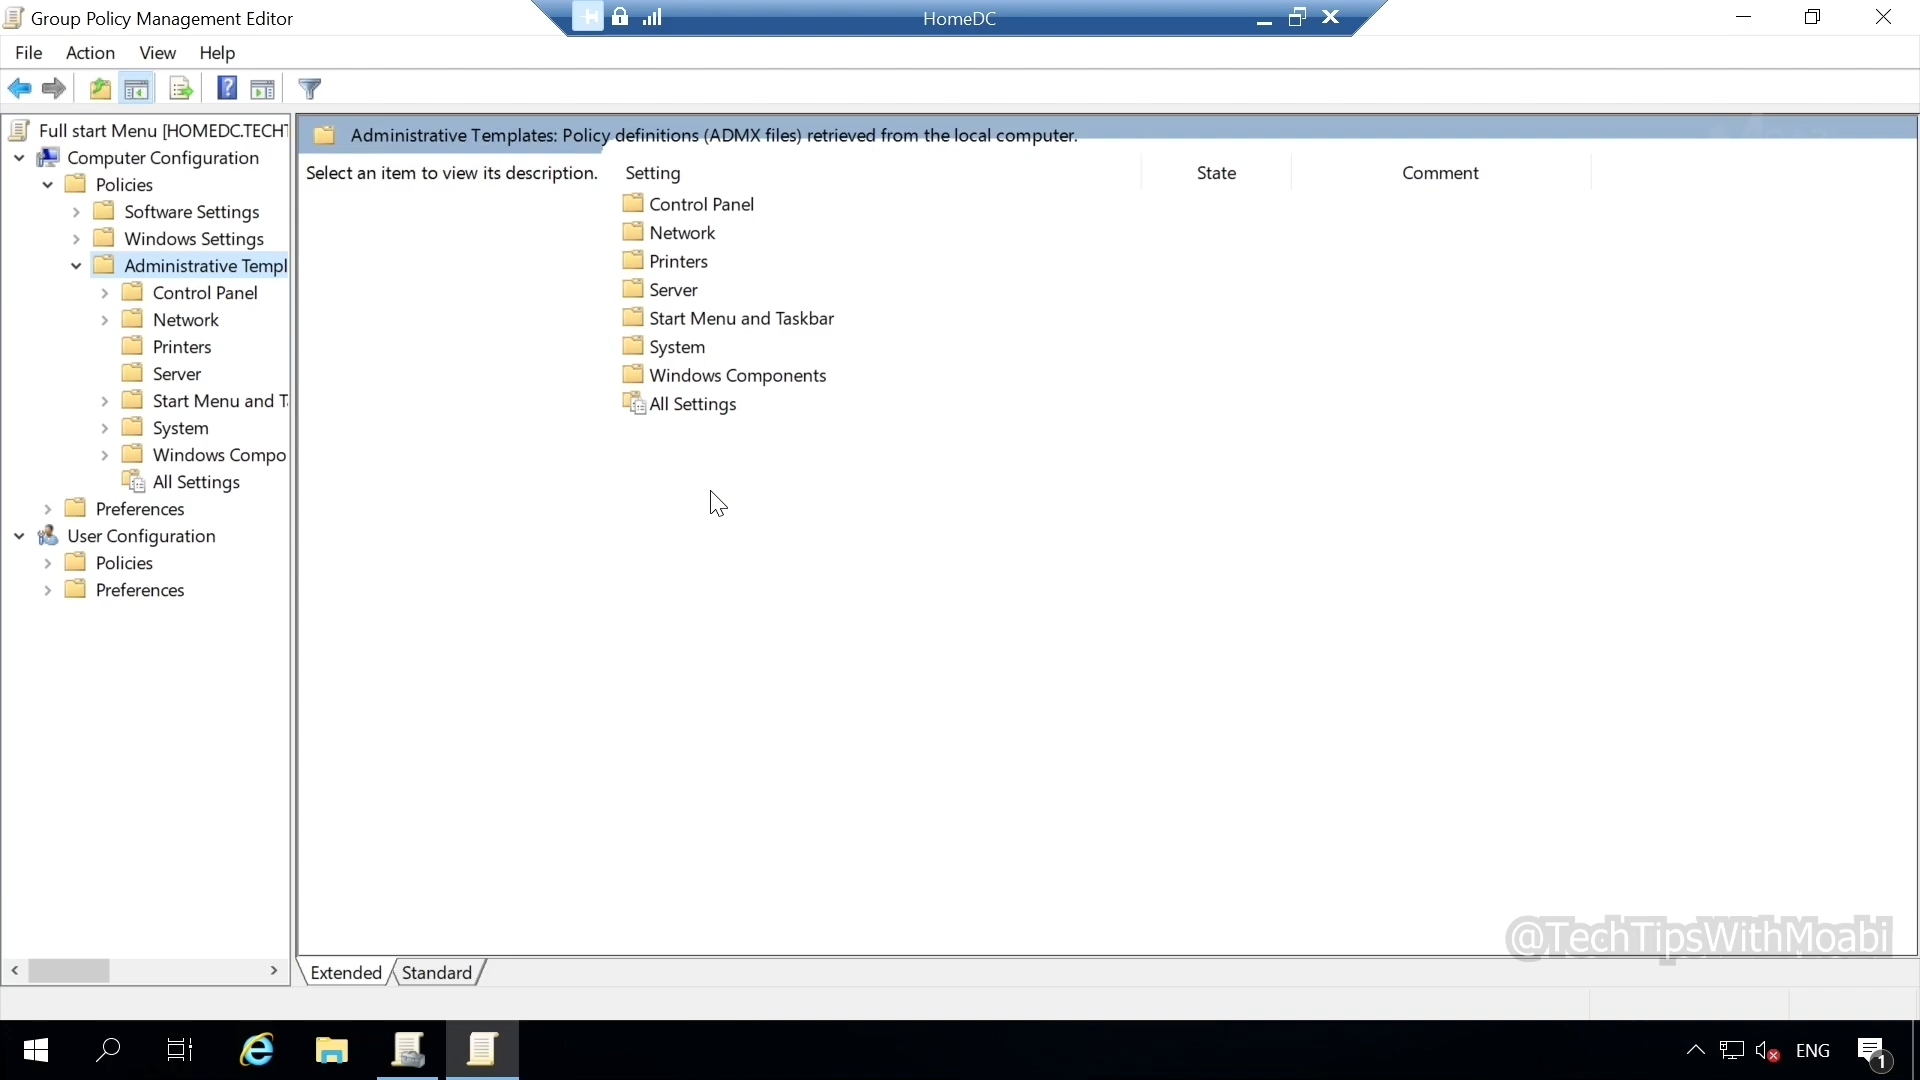 Group Policy Management Editor
HomeDC
File Action View Help
Full start Menu [HOMEDC.TECHT
Computer Configuration
Policies
Software Settings
Windows Settings
Administrative Templ
Control Panel
Network
Printers
Server
Start Menu and Ta
System
Windows Compo
All Settings
Preferences
User Configuration
Policies
Preferences
Administrative Templates: Policy definitions (ADMX files) retrieved from the local computer.
Select an item to view its description.
Setting State Comment
Control Panel
Network
Printers
Server
Start Menu and Taskbar
System
Windows Components
All Settings
@TechTipsWithMoabi
Extended Standard
ENG
1